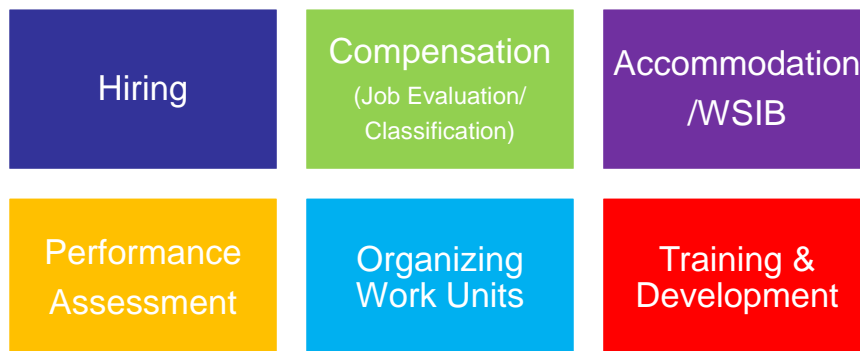 Hiring
Compensation
(Job Evaluation/
Classification)
Accommodation
/WSIB
Performance
Assessment
Organizing
Work Units
Training &
Development